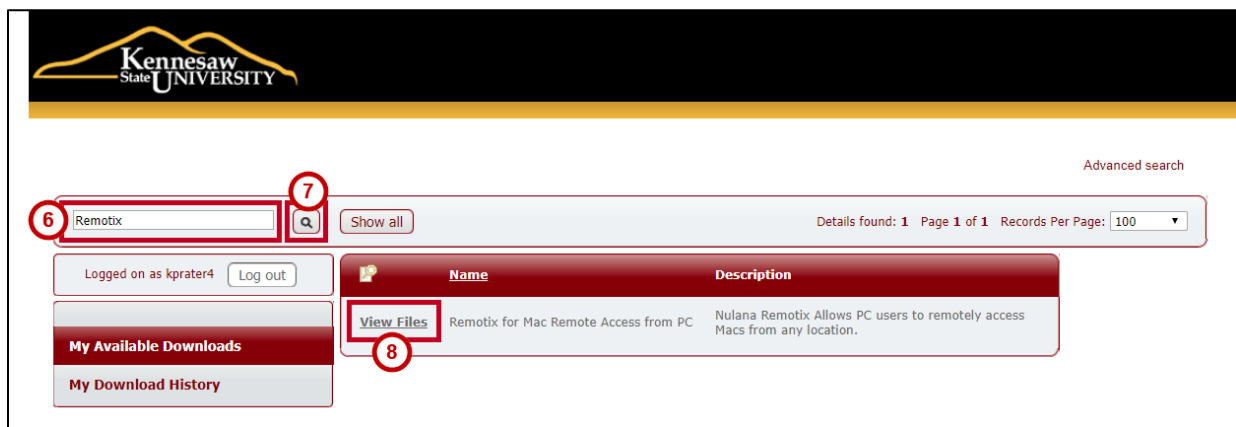 Kennesaw
State UNIVERSITY
Advanced search
7
6
Remotix
Show all
Details found: 1 Page 1 of 1 Records Per Page: 100
Logged on as kprater4
Log out
Name
Description
View Files
Remotix for Mac Remote Access from PC
Nulana Remotix Allows PC users to remotely access
Macs from any location.
8
My Available Downloads
My Download History